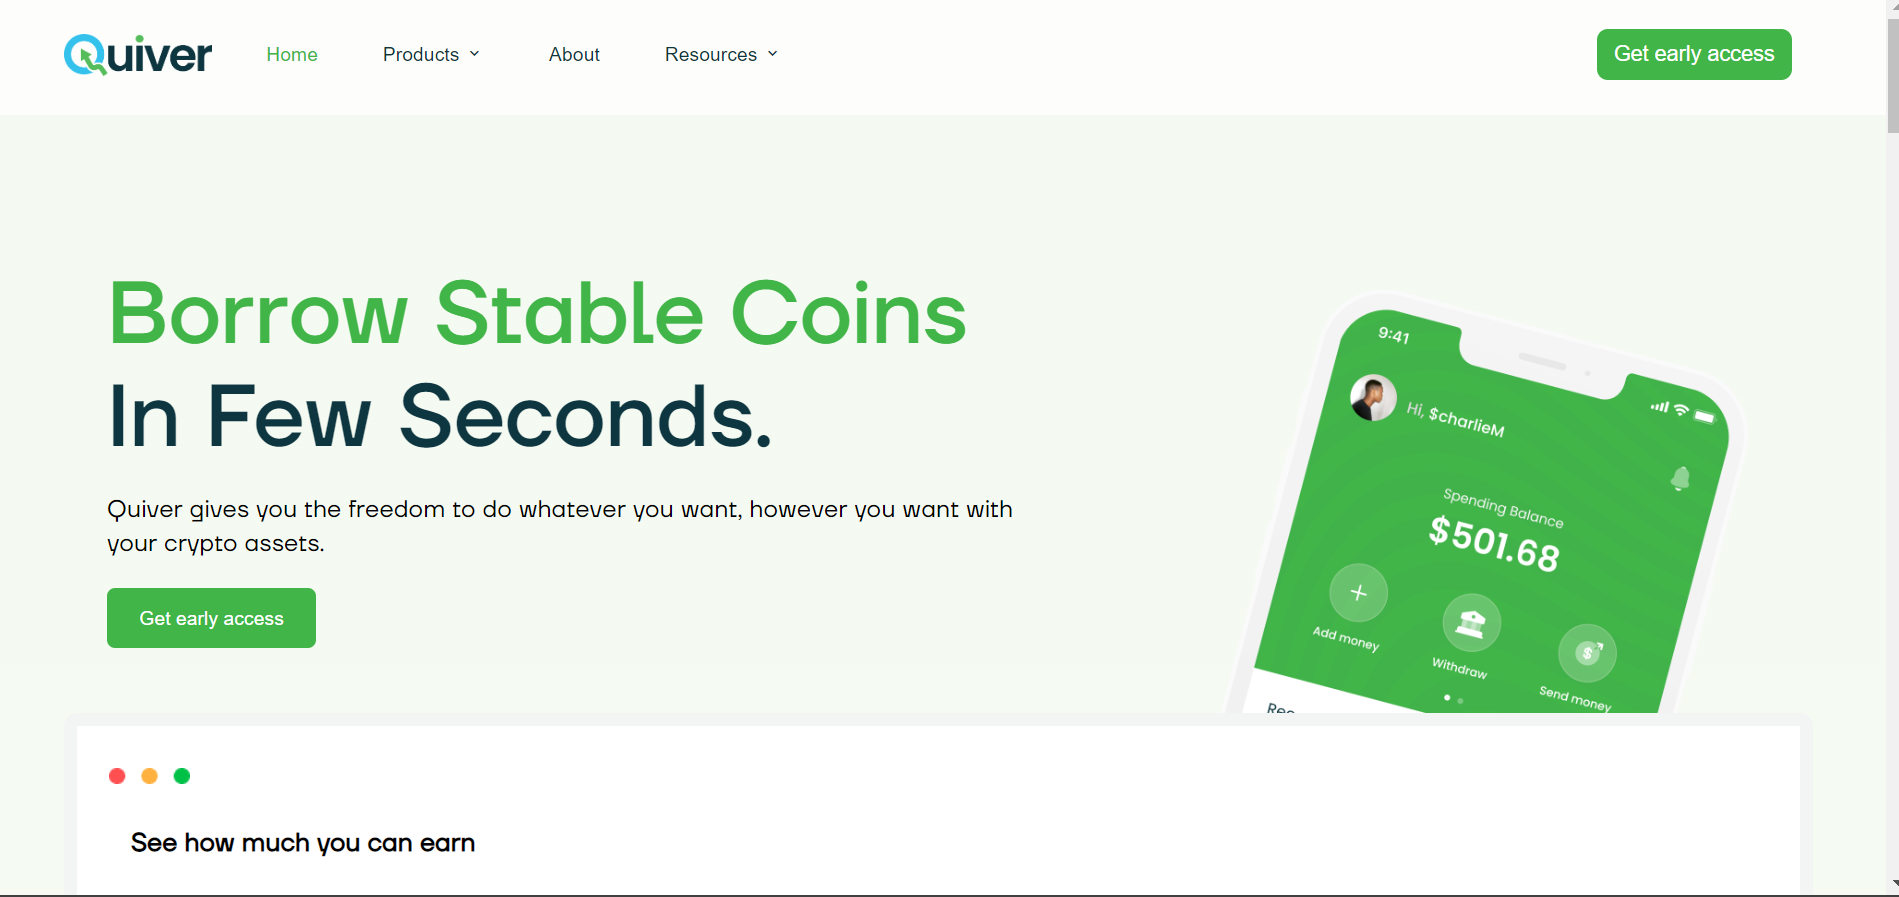 Quiver
Home
Products
About
Resources
Get early access
Borrow Stable Coins
In Few Seconds.
Quiver gives you the freedom to do whatever you want, however you want with
your crypto assets.
Get early access
9:41
Hi, $charlieM
Spending Balance
$501.68
Add money
Withdraw
$
Send money
See how much you can earn